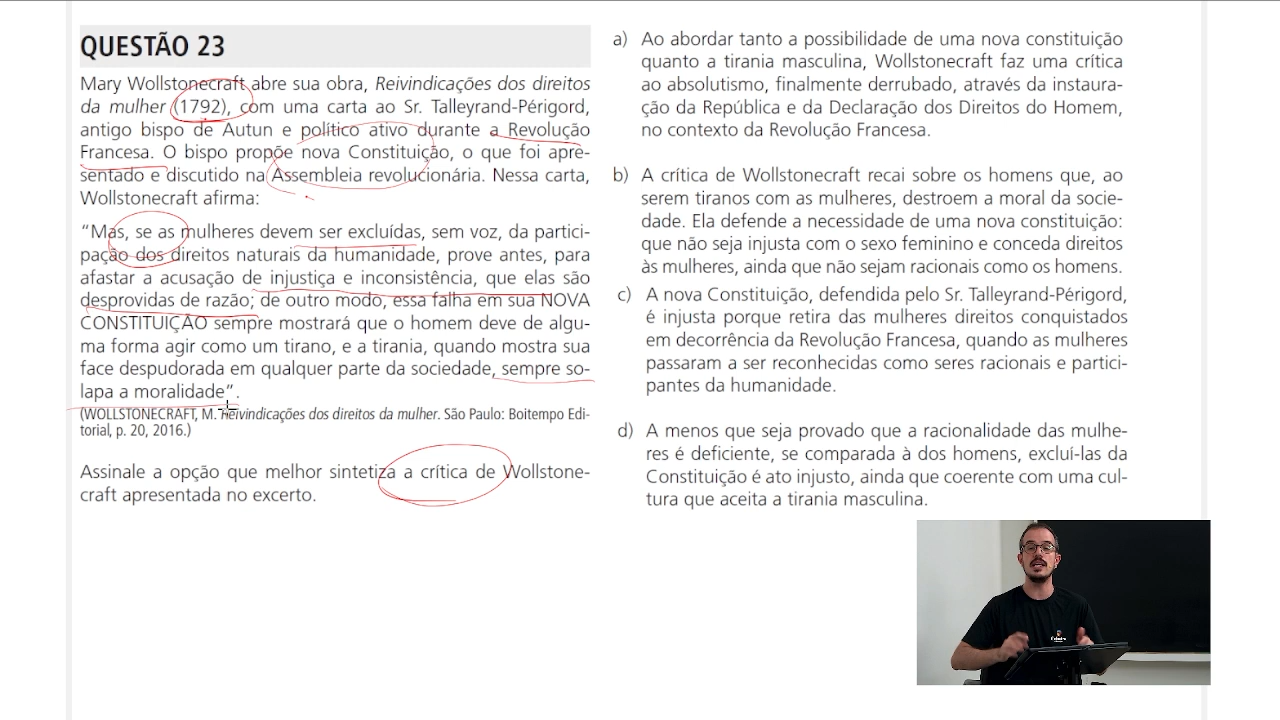 QUESTÃO 23
Mary Wollstonecraft abre sua obra, Reivindicações dos direitos
da mulher (1792), com uma carta ao Sr. Talleyrand-Périgord,
antigo bispo de Autun e político ativo durante a Revolução
Francesa. O bispo propõe nova Constituição, o que foi apre-
sentado e discutido na Assembleia revolucionária. Nessa carta,
Wollstonecraft afirma:
“Mas, se as mulheres devem ser excluídas, sem voz, da partici-
pação dos direitos naturais da humanidade, prove antes, para
afastar a acusação de injustiça e inconsistência, que elas são
desprovidas de razão; de outro modo, essa falha em sua NOVA
CONSTITUIÇÃO sempre mostrará que o homem deve de algu-
ma forma agir como um tirano, e a tirania, quando mostra sua
face despudorada em qualquer parte da sociedade, sempre so-
lapa a moralidade”.
(WOLLSTONECRAFT, M. Reivindicações dos direitos da mulher. São Paulo: Boitempo Edi-
torial, p. 20, 2016.)
Assinale a opção que melhor sintetiza a crítica de Wollstone-
craft apresentada no excerto.
a) Ao abordar tanto a possibilidade de uma nova constituição
quanto a tirania masculina, Wollstonecraft faz uma crítica
ao absolutismo, finalmente derrubado, através da instaura-
ção da República e da Declaração dos Direitos do Homem,
no contexto da Revolução Francesa.
b) A crítica de Wollstonecraft recai sobre os homens que, ao
serem tiranos com as mulheres, destroem a moral da socie-
dade. Ela defende a necessidade de uma nova constituição:
que não seja injusta com o sexo feminino e conceda direitos
às mulheres, ainda que não sejam racionais como os homens.
c) A nova Constituição, defendida pelo Sr. Talleyrand-Périgord,
é injusta porque retira das mulheres direitos conquistados
em decorrência da Revolução Francesa, quando as mulheres
passaram a ser reconhecidas como seres racionais e partici-
pantes da humanidade.
d) A menos que seja provado que a racionalidade das mulhe-
res é deficiente, se comparada à dos homens, excluí-las da
Constituição é ato injusto, ainda que coerente com uma cul-
tura que aceita a tirania masculina.